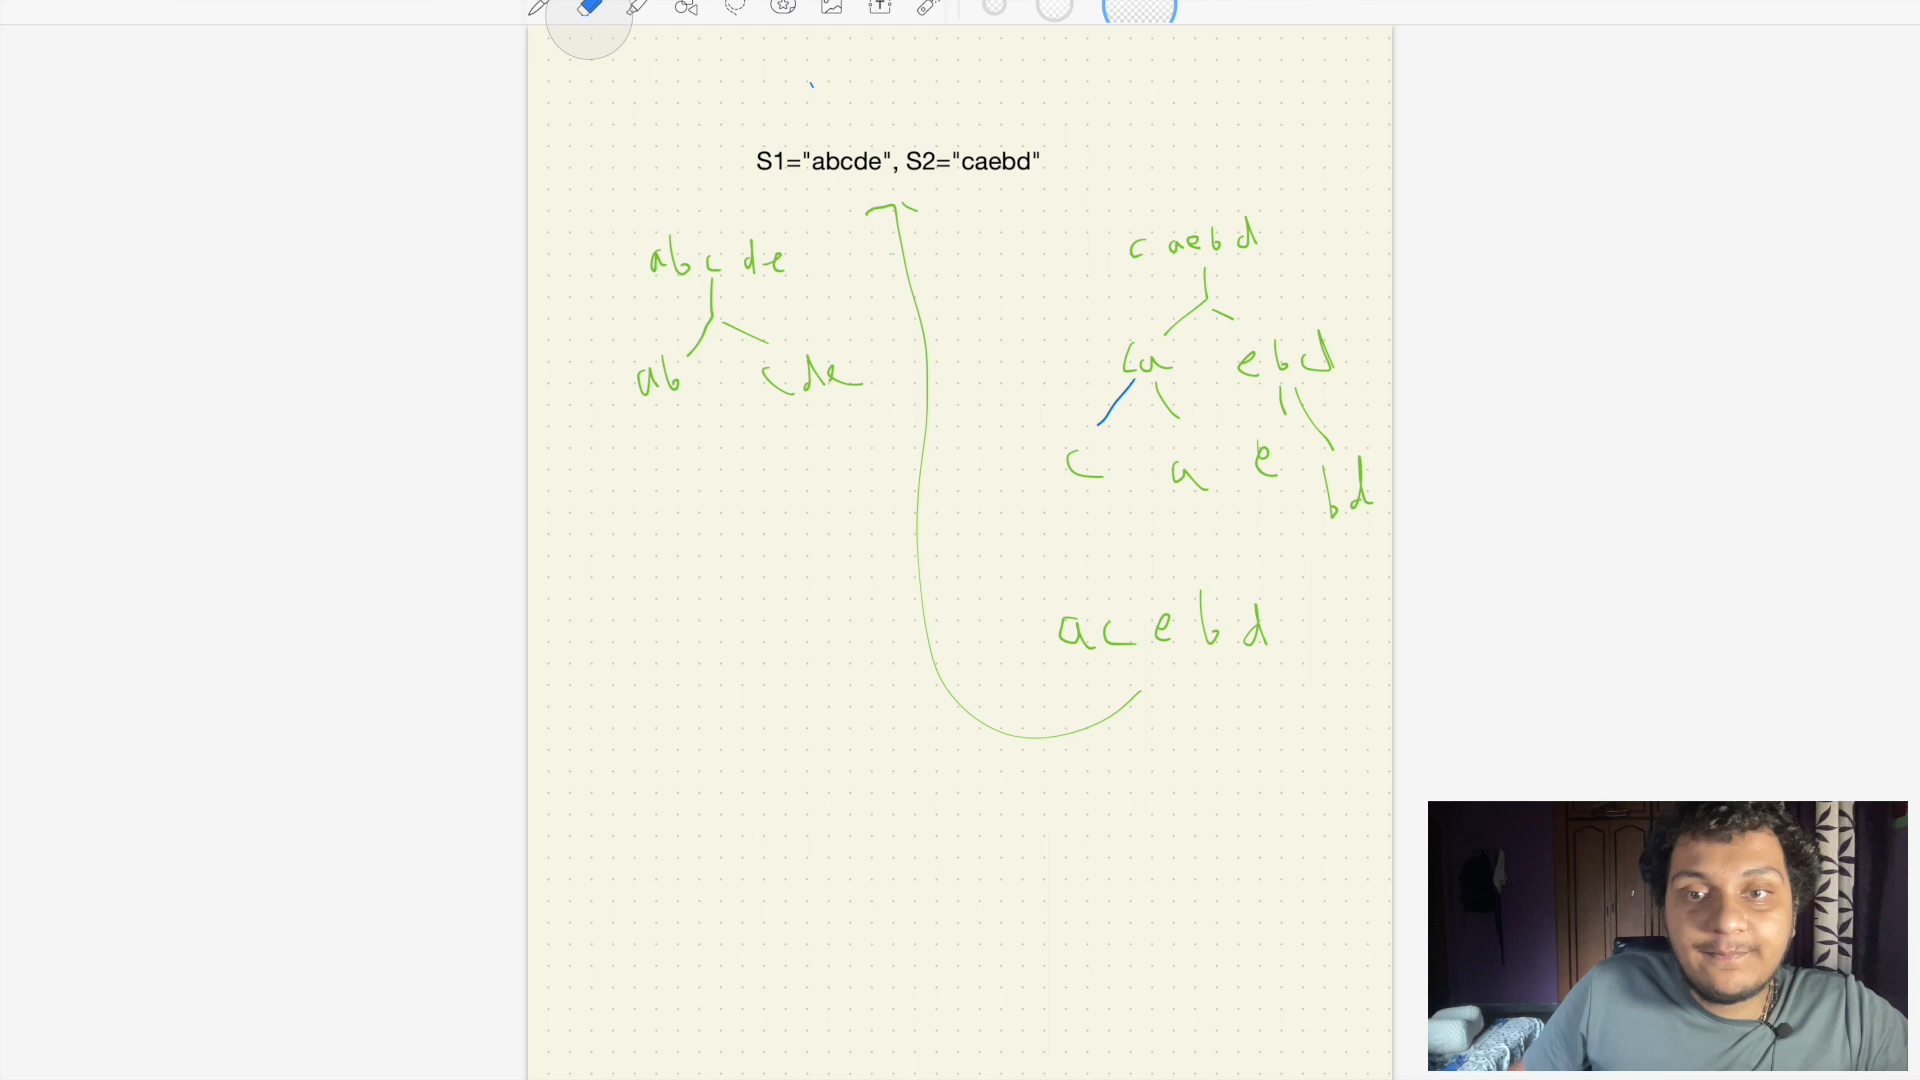 S1="abcde", S2="caebd"
abcde
ab cde
caebd
ca ebd
c a e bd
acebd